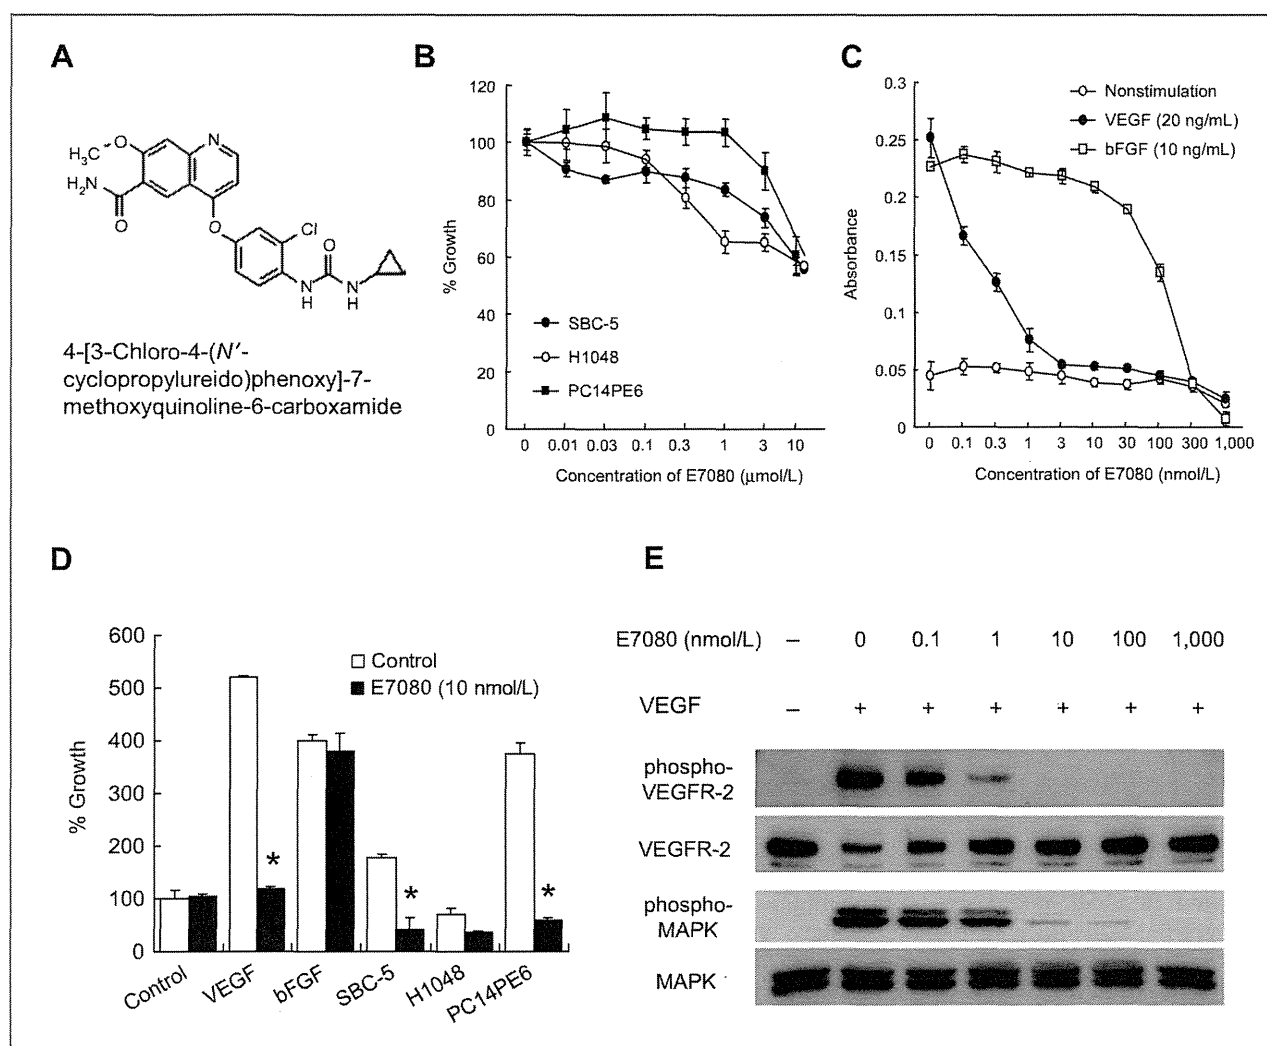 A
H₃C
O
N
H₂N
O
O
Cl
O
N
H
N
H
4-[3-Chloro-4-(N′-
cyclopropylureido)phenoxy]-7-
methoxyquinoline-6-carboxamide
B
% Growth
120
100
80
60
40
20
0
SBC-5
H1048
PC14PE6
0 0.01 0.03 0.1 0.3 1 3 10
Concentration of E7080 (μmol/L)
C
Absorbance
0.3
0.25
0.2
0.15
0.1
0.05
0
Nonstimulation
VEGF (20 ng/mL)
bFGF (10 ng/mL)
0 0.1 0.3 1 3 10 30 100 300 1,000
Concentration of E7080 (nmol/L)
D
% Growth
600
500
400
300
200
100
0
Control
E7080 (10 nmol/L)
* * *
Control VEGF bFGF SBC-5 H1048 PC14PE6
E
E7080 (nmol/L) – 0 0.1 1 10 100 1,000
VEGF – + + + + + +
phospho-
VEGFR-2
VEGFR-2
phospho-
MAPK
MAPK